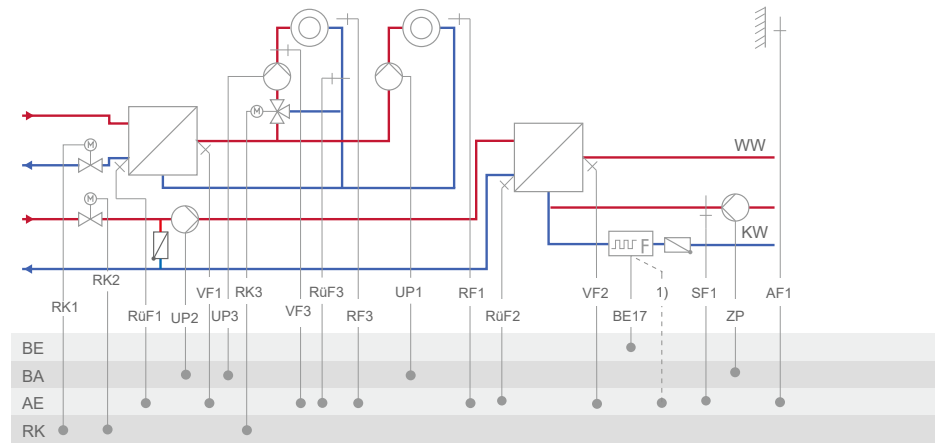 WW
M
M
M
F
KW
RK1
RK2
RüF1
UP2
VF1
UP3
RK3
VF3
RüF3
RF3
UP1
RF1
RüF2
VF2
BE17
1)
SF1
ZP
AF1
BE
BA
AE
RK